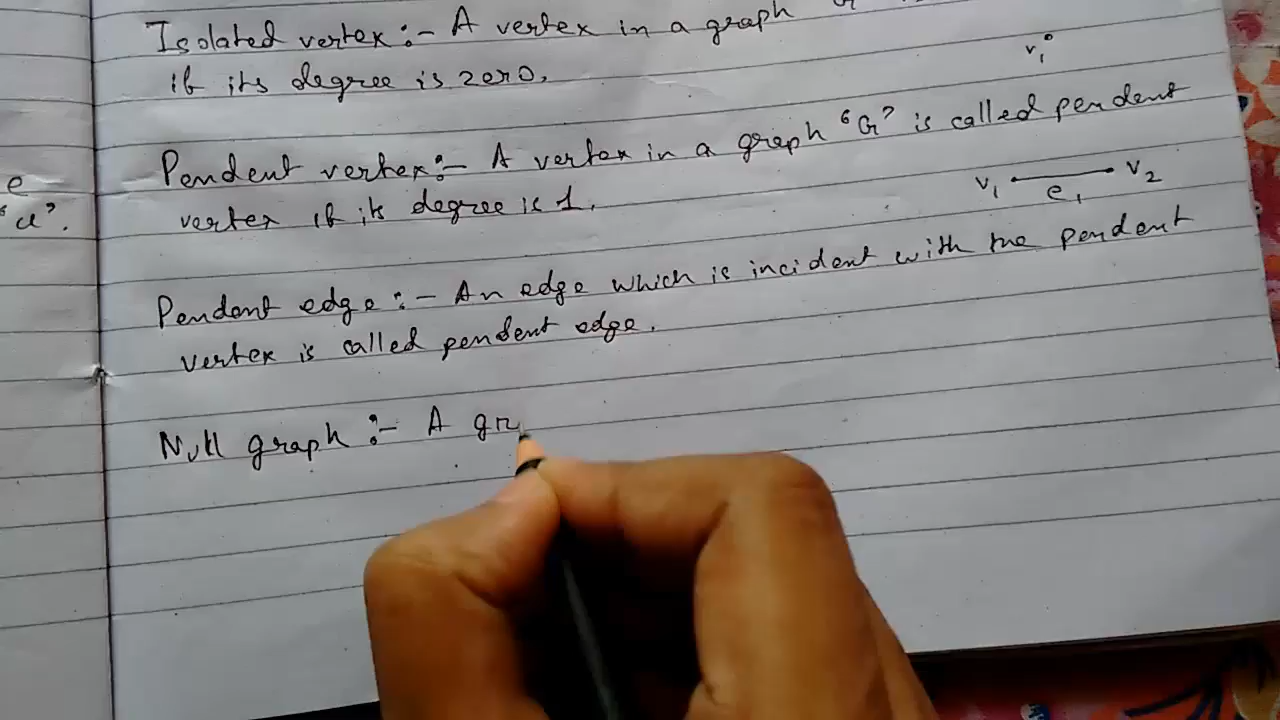 Isolated vertex :- A vertex in a graph
v₁
if its degree is zero.
Pendent vertex :- A vertex in a graph 'G' is called pendent
vertex if its degree is 1.
v₁ e₁ v₂
Pendent edge :- An edge which is incident with the pendent
vertex is called pendent edge.
Null graph :- A gr
e
'u'.